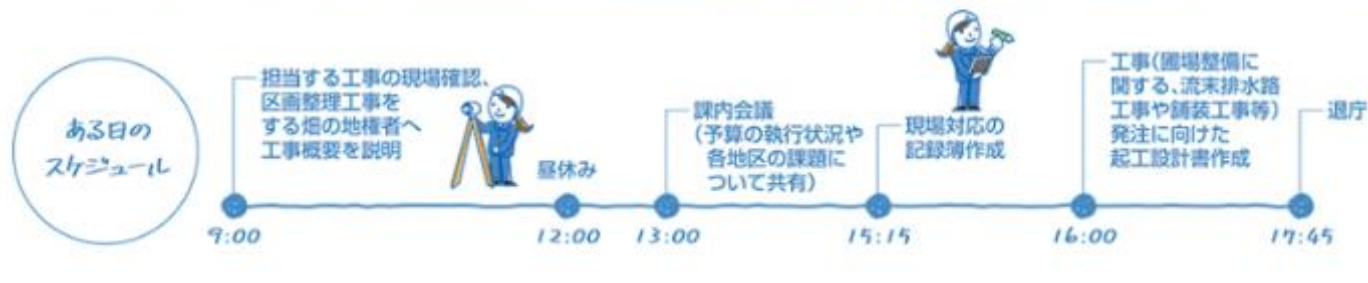 ある日の
スケジュール
担当する工事の現場確認、
区画整理工事を
する畑の地権者へ
工事概要を説明
昼休み
課内会議
(予算の執行状況や
各地区の課題に
ついて共有)
現場対応の
記録簿作成
工事(圃場整備に
関する、流末排水路
工事や舗装工事等)
発注に向けた
起工設計書作成
退庁
9:00
12:00
13:00
15:15
16:00
17:45